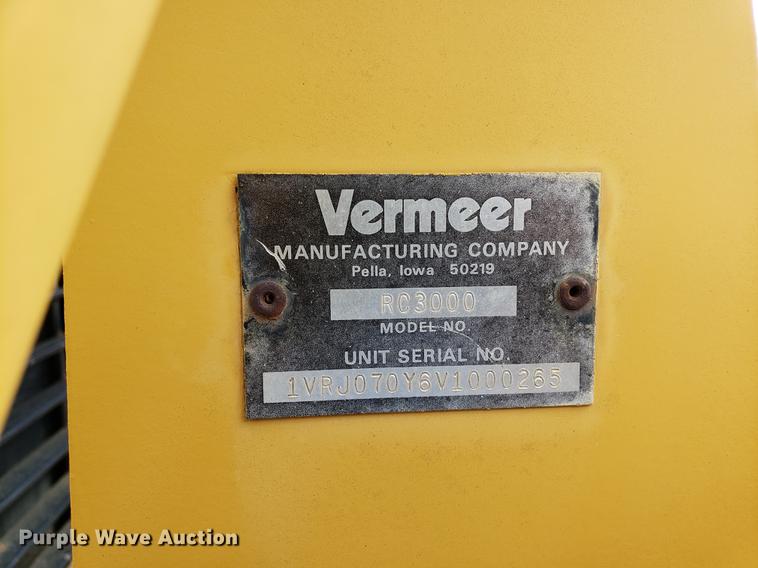 Vermeer
MANUFACTURING COMPANY
Pella, Iowa 50219
RC3000
MODEL NO.
UNIT SERIAL NO.
1VRJ070Y6V1000265
Purple Wave Auction